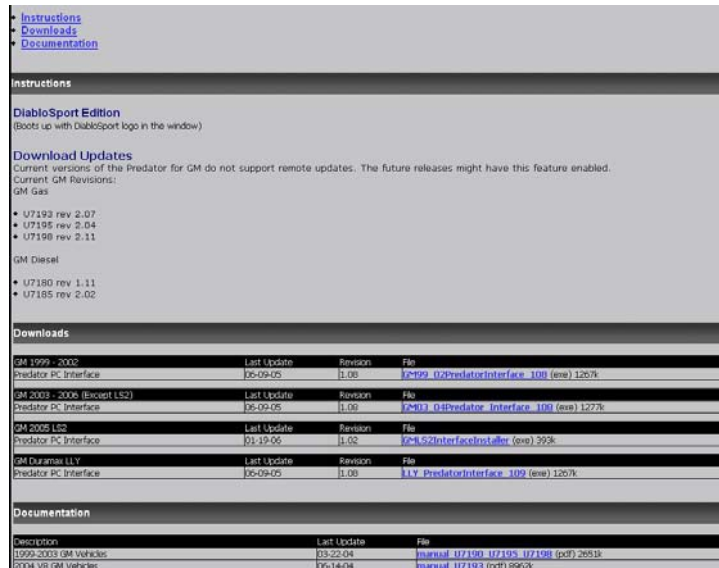 Instructions
Downloads
Documentation
Instructions
DiabloSport Edition
(Boots up with DiabloSport logo in the window)
Download Updates
Current versions of the Predator for GM do not support remote updates. The future releases might have this feature enabled.
Current GM Revisions:
GM Gas
U7193 rev 2.07
U7195 rev 2.04
U7198 rev 2.11
GM Diesel
U7180 rev 1.11
U7185 rev 2.02
Downloads
GM 1999 - 2002 Last Update Revision File
Predator PC Interface 06-09-05 1.08 GM99_02PredatorInterface_108 (exe) 1267k
GM 2003 - 2006 (Except LS2) Last Update Revision File
Predator PC Interface 06-09-05 1.08 GM03_04Predator_Interface_108 (exe) 1277k
GM 2005 LS2 Last Update Revision File
Predator PC Interface 01-19-06 1.02 GMLS2InterfaceInstaller (exe) 393k
GM Duramax LLY Last Update Revision File
Predator PC Interface 06-09-05 1.08 LLY_PredatorInterface_109 (exe) 1267k
Documentation
Description Last Update File
1999-2003 GM Vehicles 03-22-04 manual_U7190_U7195_U7198 (pdf) 2651k
2004 V8 GM Vehicles 06-14-04 manual_U7193 (pdf) 8967k